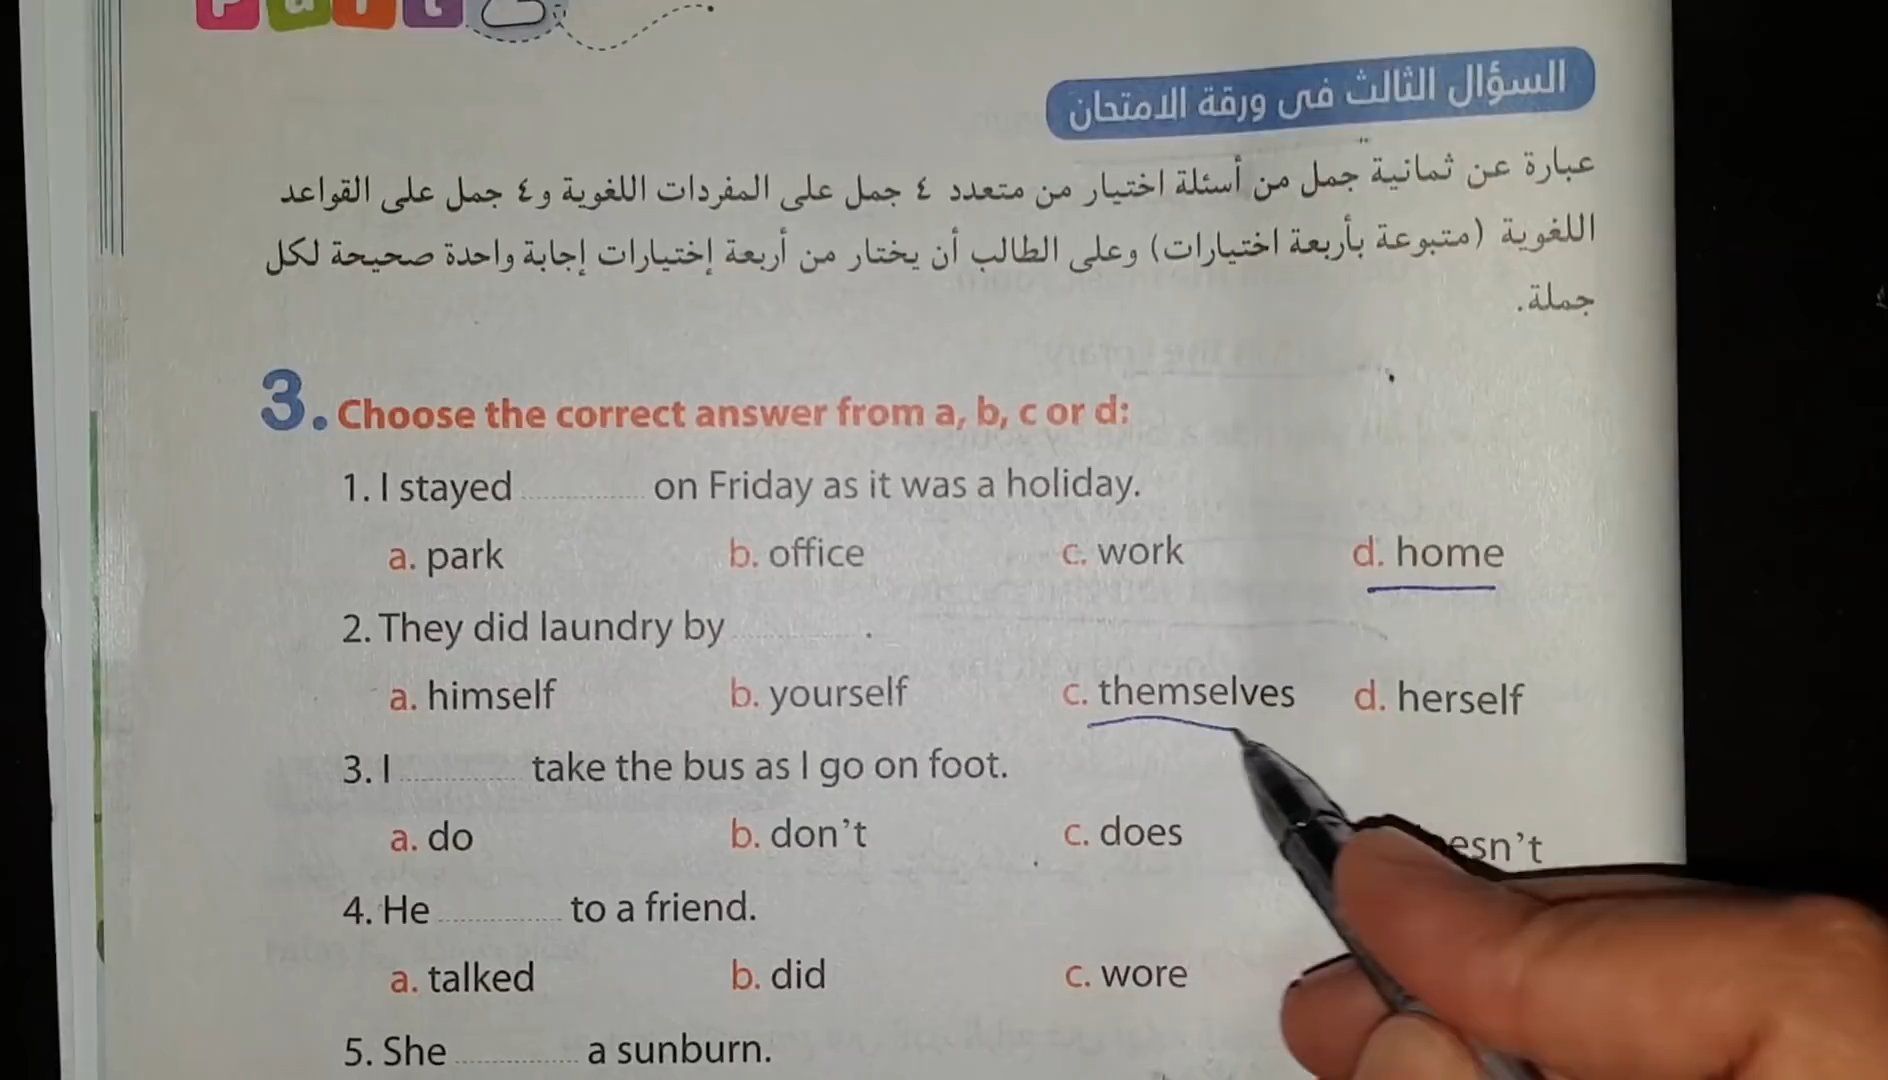 Part
السؤال الثالث فى ورقة الامتحان
عبارة عن ثمانية جمل من أسئلة اختيار من متعدد ٤ جمل على المفردات اللغوية و٤ جمل على القواعد
اللغوية (متبوعة بأربعة اختيارات) وعلى الطالب أن يختار من أربعة إختيارات إجابة واحدة صحيحة لكل
جملة.
3. Choose the correct answer from a, b, c or d:
1. I stayed ............ on Friday as it was a holiday.
a. park b. office c. work d. home
2. They did laundry by ............ .
a. himself b. yourself c. themselves d. herself
3. I ............ take the bus as I go on foot.
a. do b. don't c. does esn't
4. He ............ to a friend.
a. talked b. did c. wore
5. She ............ a sunburn.